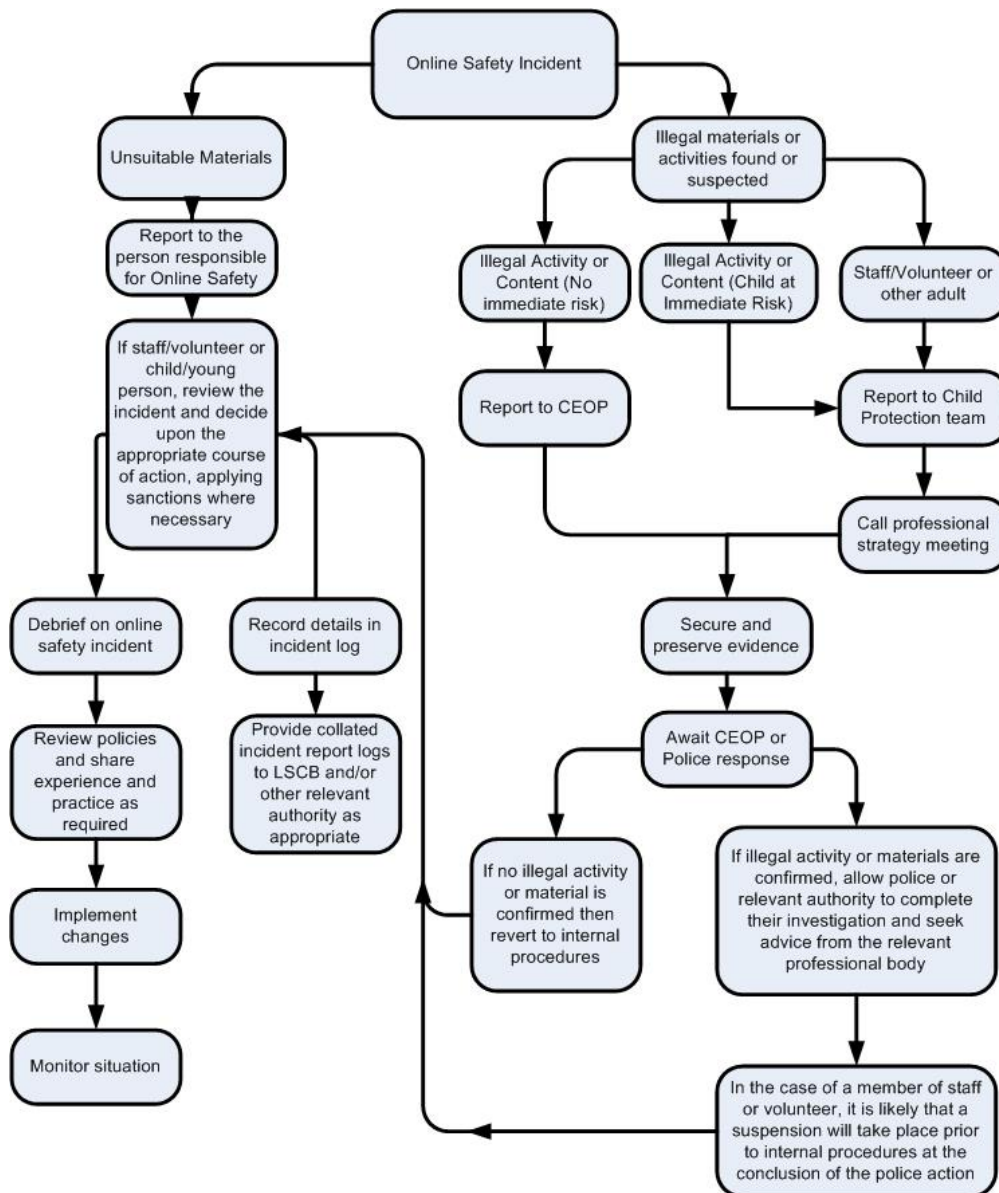 Online Safety Incident
Unsuitable Materials
Illegal materials or
activities found or
suspected
Report to the
person responsible
for Online Safety
Illegal Activity or
Content (No
immediate risk)
Illegal Activity or
Content (Child at
Immediate Risk)
Staff/Volunteer or
other adult
If staff/volunteer or
child/young
person, review the
incident and decide
upon the
appropriate course
of action, applying
sanctions where
necessary
Report to CEOP
Report to Child
Protection team
Call professional
strategy meeting
Debrief on online
safety incident
Record details in
incident log
Secure and
preserve evidence
Review policies
and share
experience and
practice as
required
Provide collated
incident report logs
to LSCB and/or
other relevant
authority as
appropriate
Await CEOP or
Police response
If no illegal activity
or material is
confirmed then
revert to internal
procedures
If illegal activity or materials are
confirmed, allow police or
relevant authority to complete
their investigation and seek
advice from the relevant
professional body
Implement
changes
Monitor situation
In the case of a member of staff
or volunteer, it is likely that a
suspension will take place prior
to internal procedures at the
conclusion of the police action